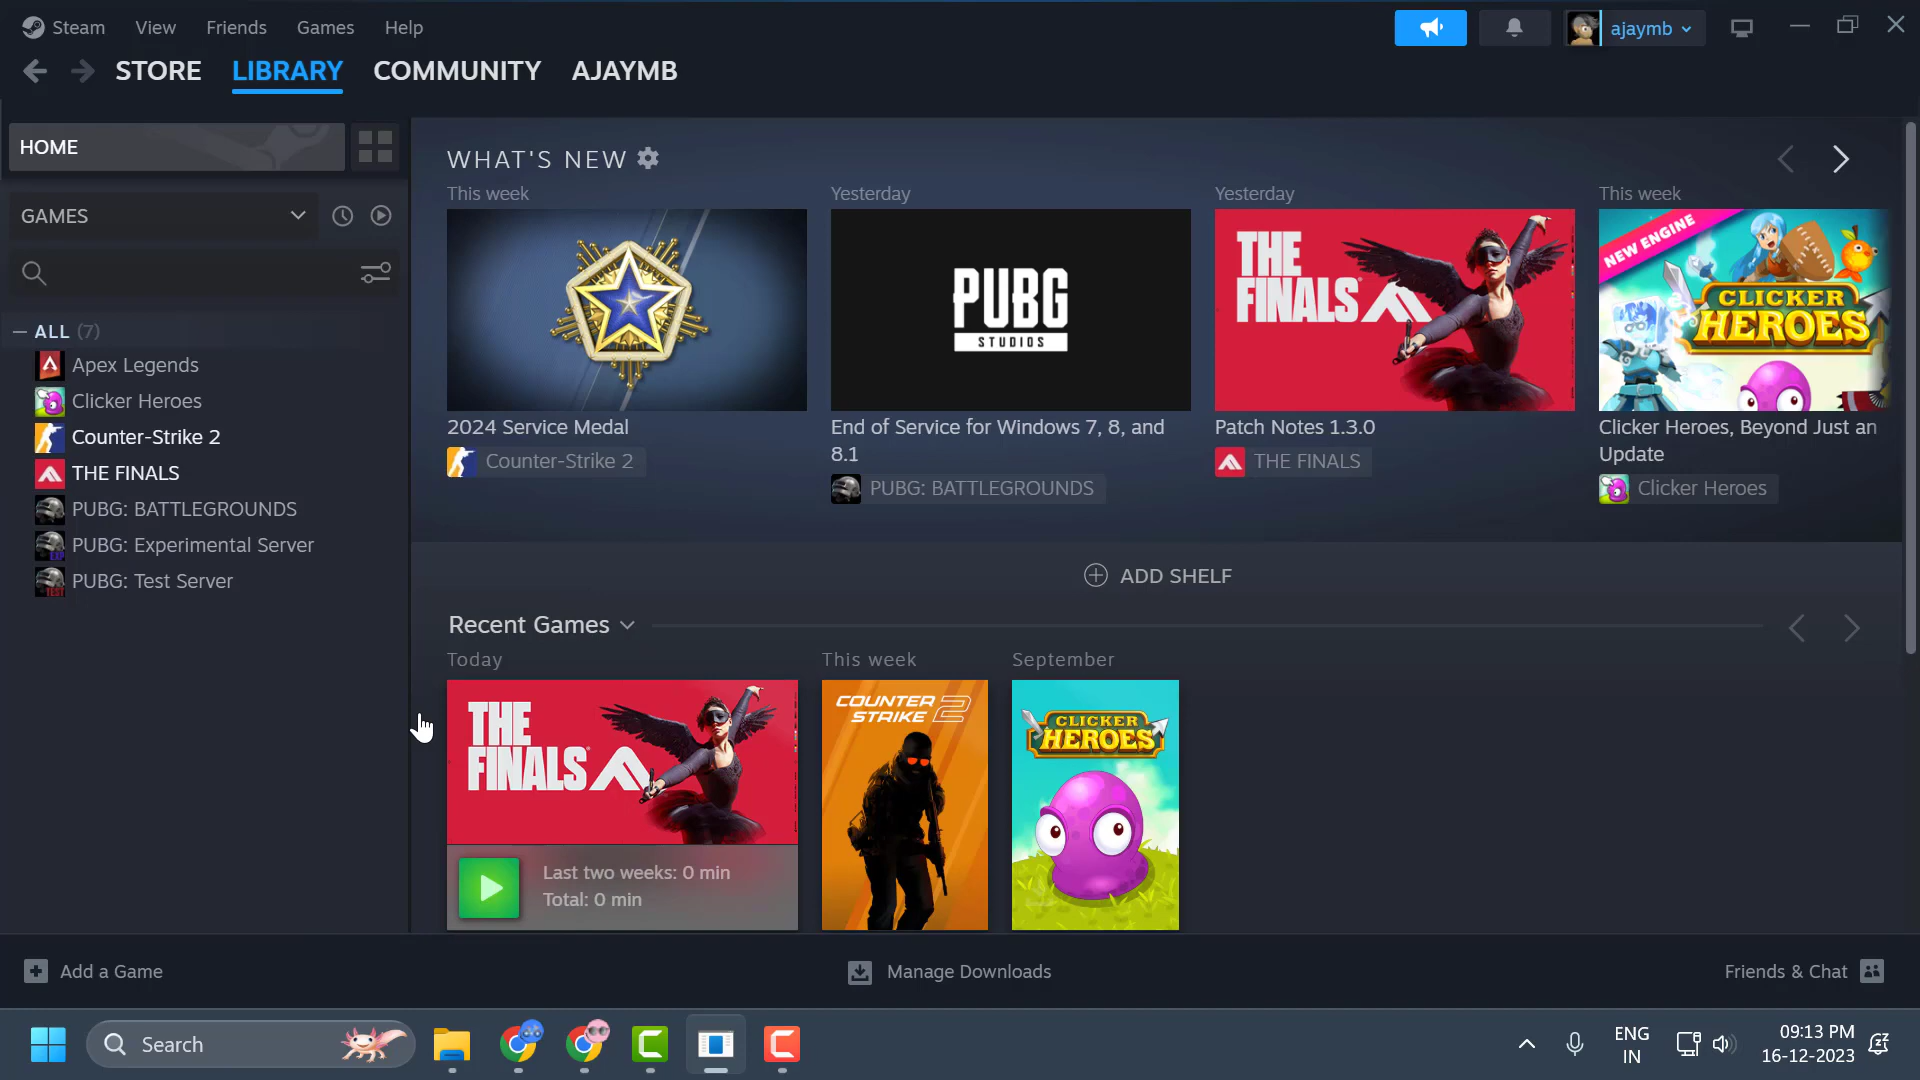 Steam View Friends Games Help
ajaymb
STORE LIBRARY COMMUNITY AJAYMB
HOME
GAMES
ALL (7)
Apex Legends
Clicker Heroes
Counter-Strike 2
THE FINALS
PUBG: BATTLEGROUNDS
PUBG: Experimental Server
PUBG: Test Server
WHAT'S NEW
This week
2024 Service Medal
Counter-Strike 2
Yesterday
PUBG
STUDIOS
End of Service for Windows 7, 8, and
8.1
PUBG: BATTLEGROUNDS
Yesterday
THE
FINALS
Patch Notes 1.3.0
THE FINALS
This week
NEW ENGINE
CLICKER
HEROES
Clicker Heroes, Beyond Just an
Update
Clicker Heroes
ADD SHELF
Recent Games
Today
THE
FINALS
Last two weeks: 0 min
Total: 0 min
This week
COUNTER
STRIKE 2
September
CLICKER
HEROES
Add a Game
Manage Downloads
Friends & Chat
Search
ENG
IN
09:13 PM
16-12-2023